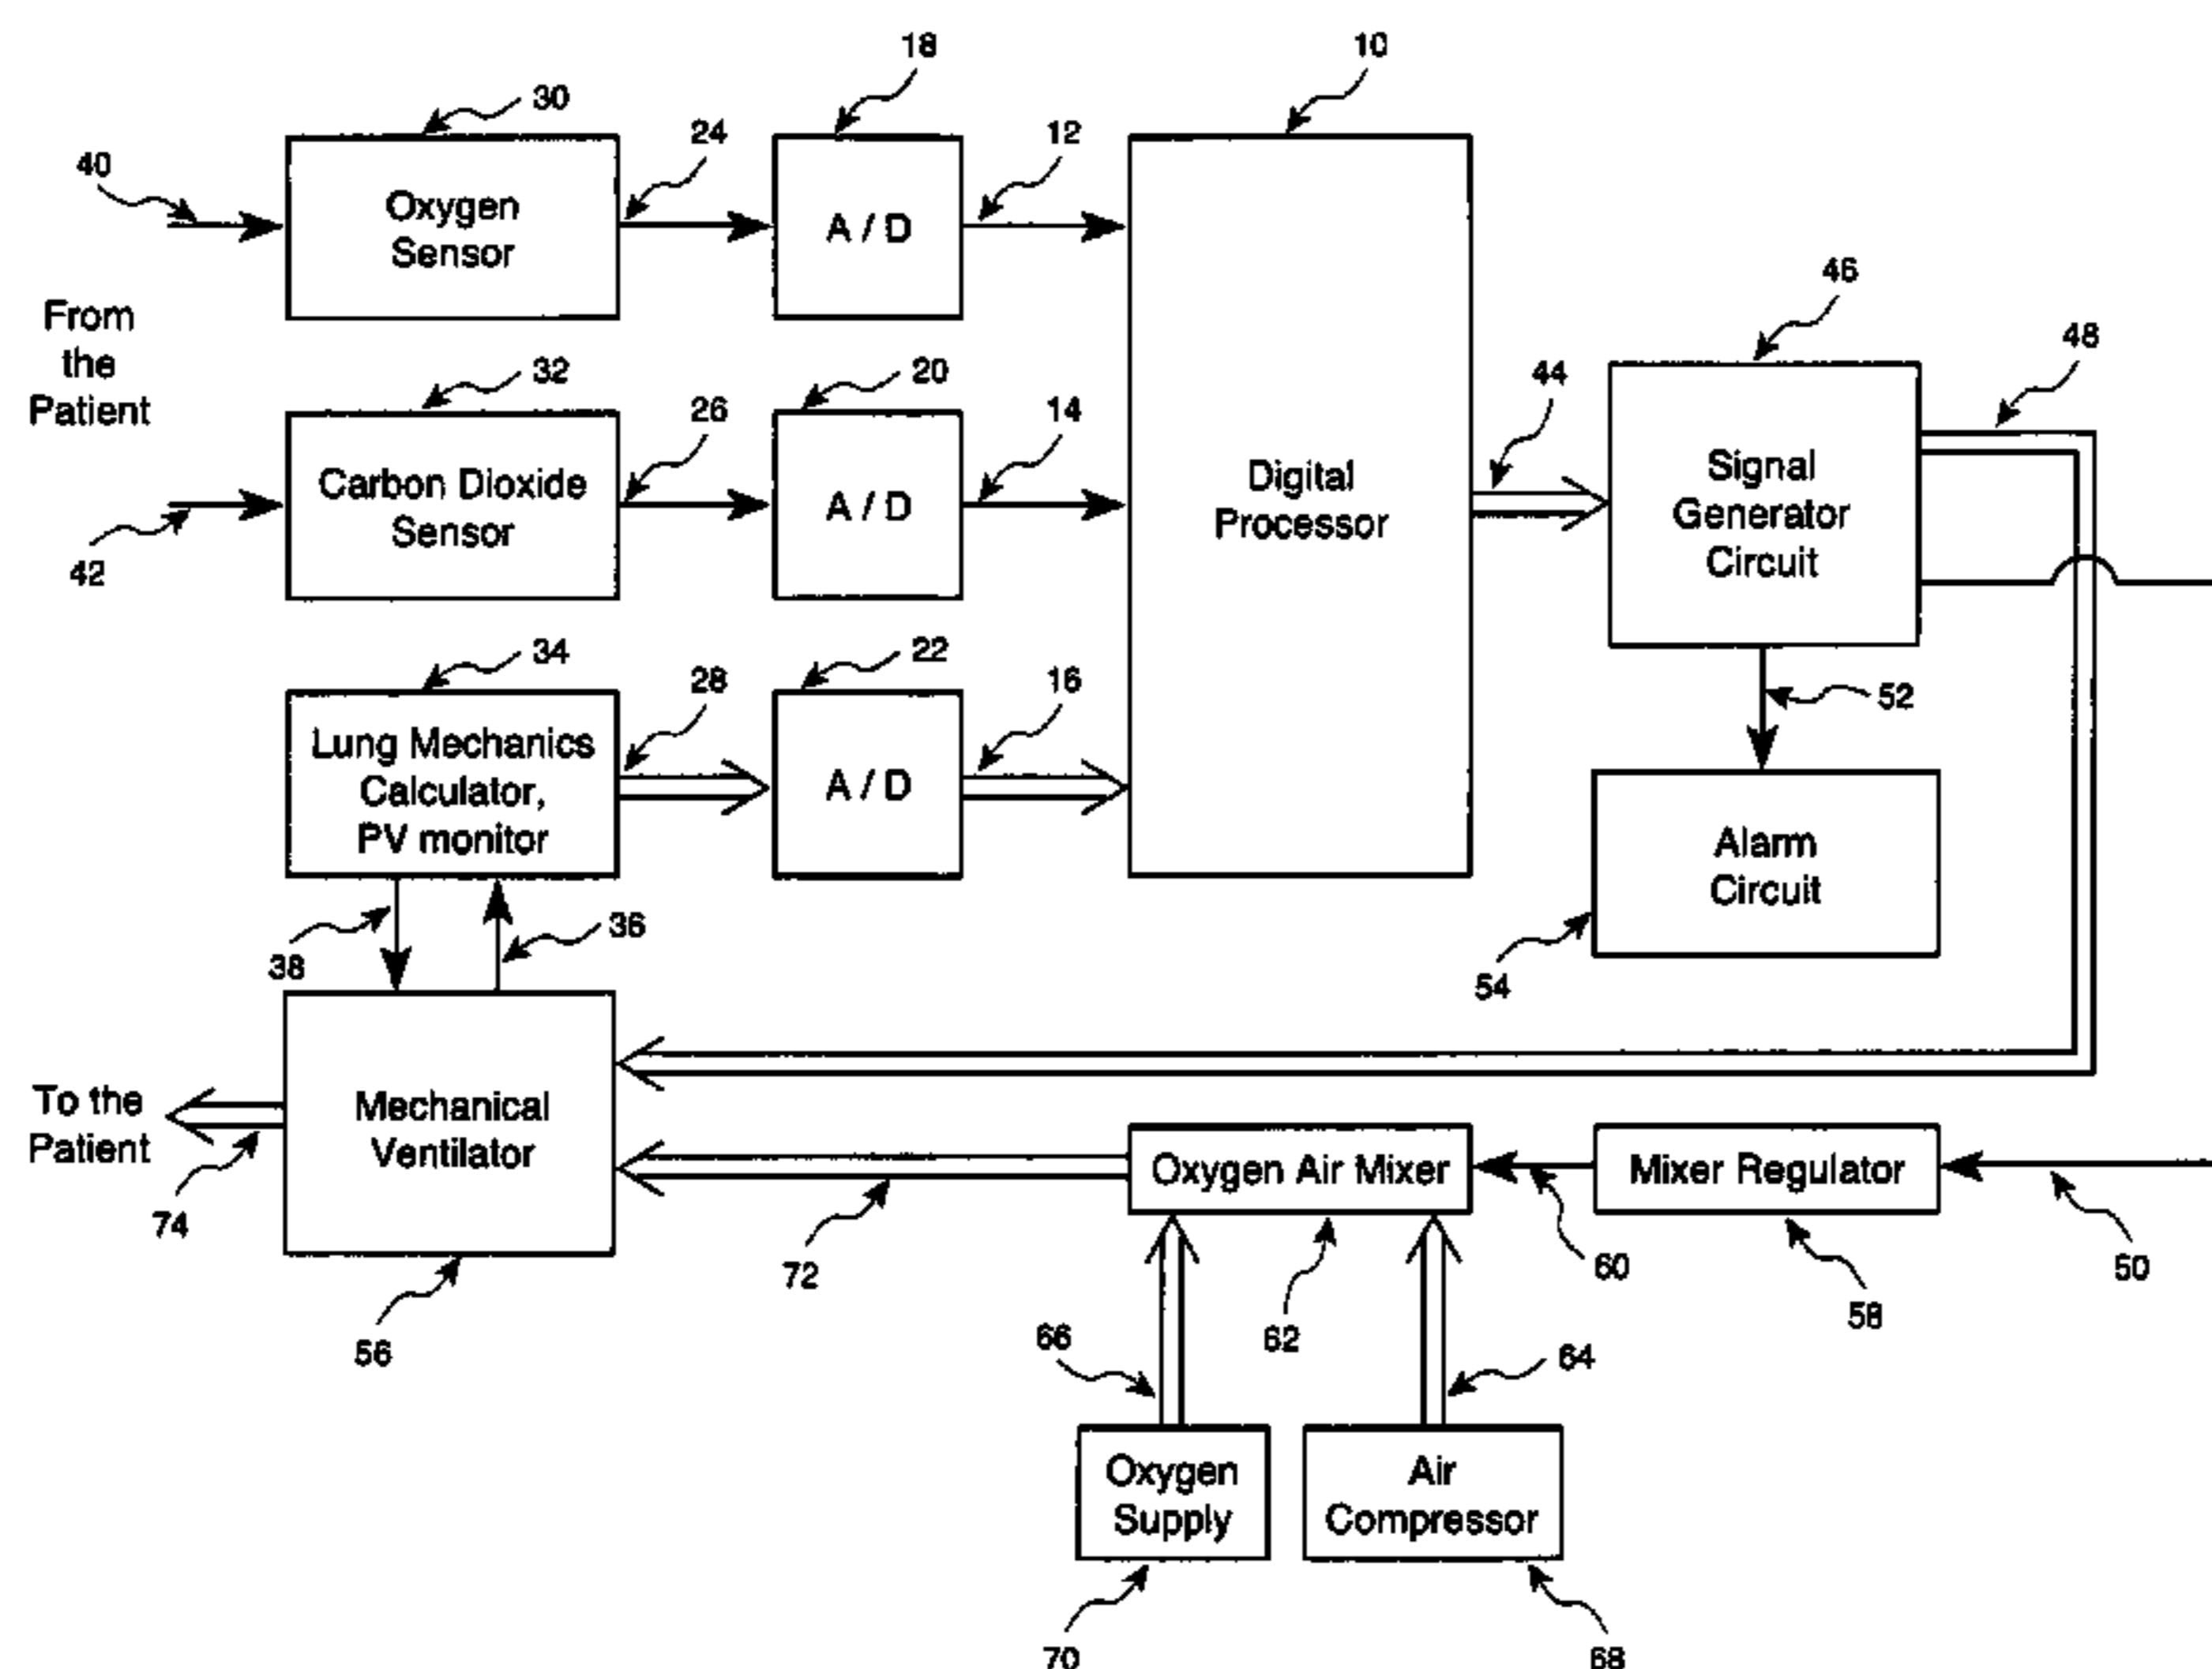 18
10
30
24
12
40
Oxygen
Sensor
A / D
From
the
Patient
46
48
32
20
26
14
44
Carbon Dioxide
Sensor
A / D
Digital
Processor
Signal
Generator
Circuit
42
34
22
28
16
52
Lung Mechanics
Calculator,
PV monitor
A / D
Alarm
Circuit
38
36
54
To the
Patient
Mechanical
Ventilator
Oxygen Air Mixer
Mixer Regulator
74
72
60
50
56
66
62
64
58
Oxygen
Supply
Air
Compressor
70
68